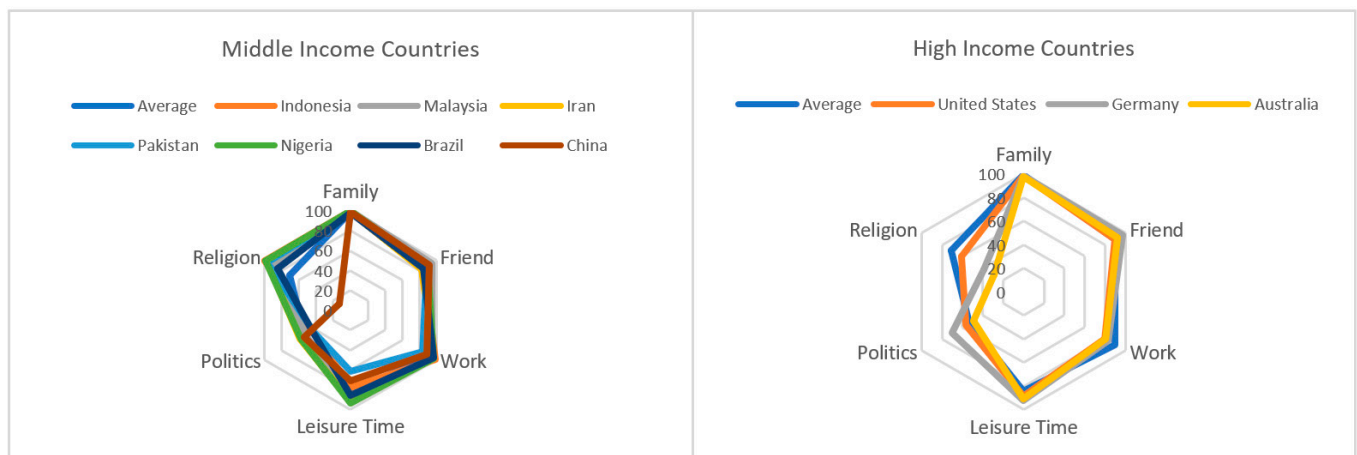 Middle Income Countries
Average Indonesia Malaysia Iran
Pakistan Nigeria Brazil China
Family
100
80
60
40
20
0
Religion
Friend
Politics
Work
Leisure Time
High Income Countries
Average United States Germany Australia
Family
100
80
60
40
20
0
Religion
Friend
Politics
Work
Leisure Time